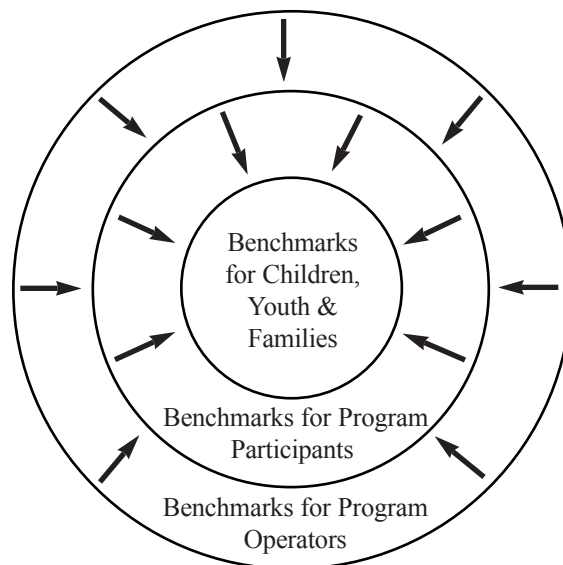 Benchmarks
for Children,
Youth &
Families
Benchmarks for Program
Participants
Benchmarks for Program
Operators